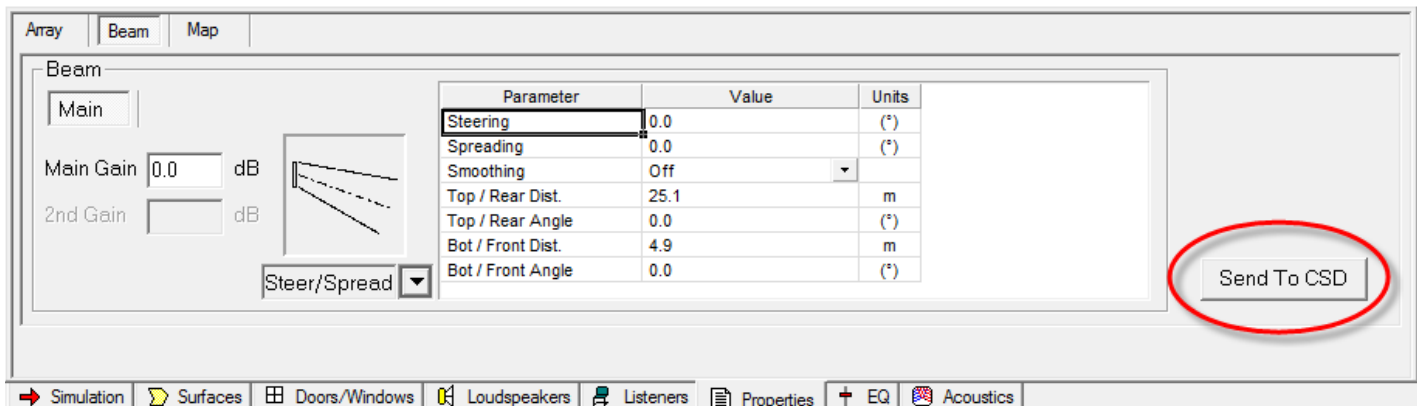 Array Beam Map
Beam
Main
Main Gain 0.0 dB
2nd Gain dB
Steer/Spread
Parameter Value Units
Steering 0.0 (°)
Spreading 0.0 (°)
Smoothing Off
Top / Rear Dist. 25.1 m
Top / Rear Angle 0.0 (°)
Bot / Front Dist. 4.9 m
Bot / Front Angle 0.0 (°)
Send To CSD
Simulation Surfaces Doors/Windows Loudspeakers Listeners Properties EQ Acoustics